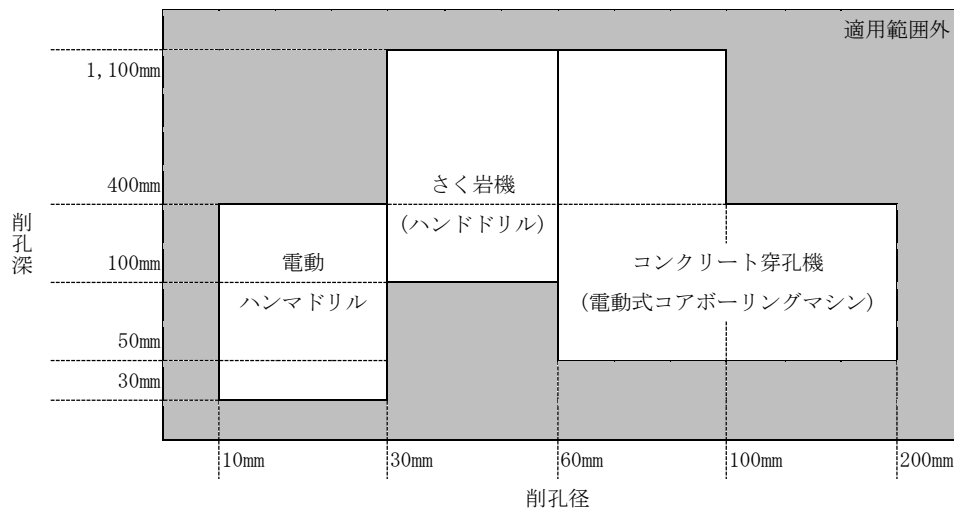 適用範囲外
1,100mm
400mm
100mm
50mm
30mm
削孔深
さく岩機
(ハンドドリル)
電動
ハンマドリル
コンクリート穿孔機
(電動式コアボーリングマシン)
10mm
30mm
60mm
100mm
200mm
削孔径